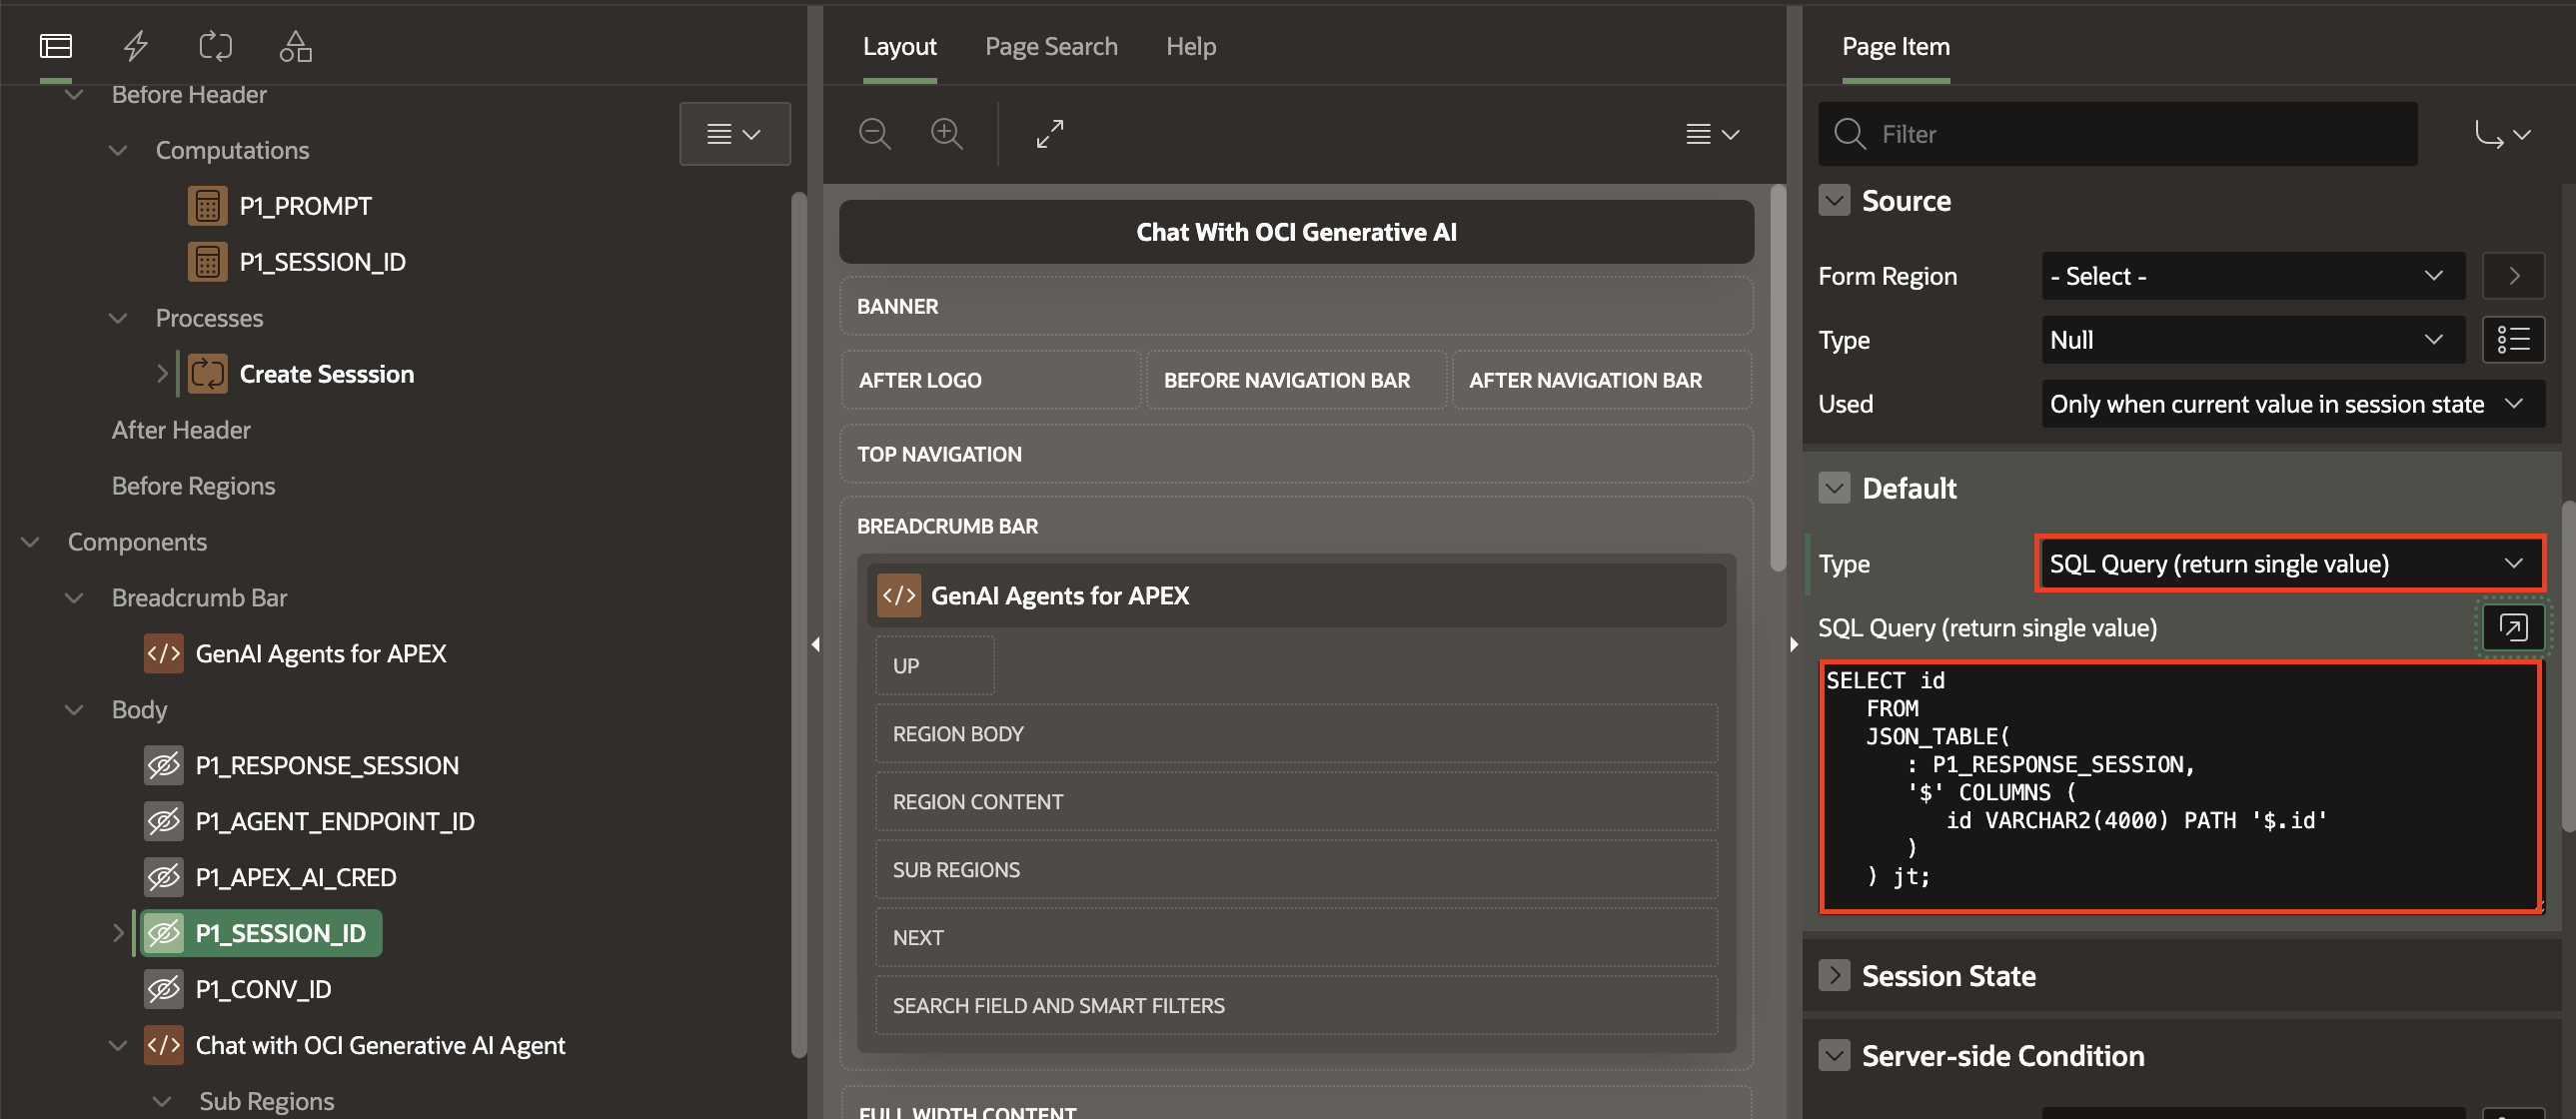 Before Header
Computations
P1_PROMPT
P1_SESSION_ID
Processes
Create Sesssion
After Header
Before Regions
Components
Breadcrumb Bar
GenAI Agents for APEX
Body
P1_RESPONSE_SESSION
P1_AGENT_ENDPOINT_ID
P1_APEX_AI_CRED
P1_SESSION_ID
P1_CONV_ID
Chat with OCI Generative AI Agent
Sub Regions
Layout
Page Search
Help
Chat With OCI Generative AI
BANNER
AFTER LOGO
BEFORE NAVIGATION BAR
AFTER NAVIGATION BAR
TOP NAVIGATION
BREADCRUMB BAR
GenAI Agents for APEX
UP
REGION BODY
REGION CONTENT
SUB REGIONS
NEXT
SEARCH FIELD AND SMART FILTERS
FULL WIDTH CONTENT
Page Item
Filter
Source
Form Region
- Select -
Type
Null
Used
Only when current value in session state
Default
Type
SQL Query (return single value)
SQL Query (return single value)
SELECT id
FROM
JSON_TABLE(
: P1_RESPONSE_SESSION,
'$' COLUMNS (
id VARCHAR2(4000) PATH '$.id'
)
) jt;
Session State
Server-side Condition